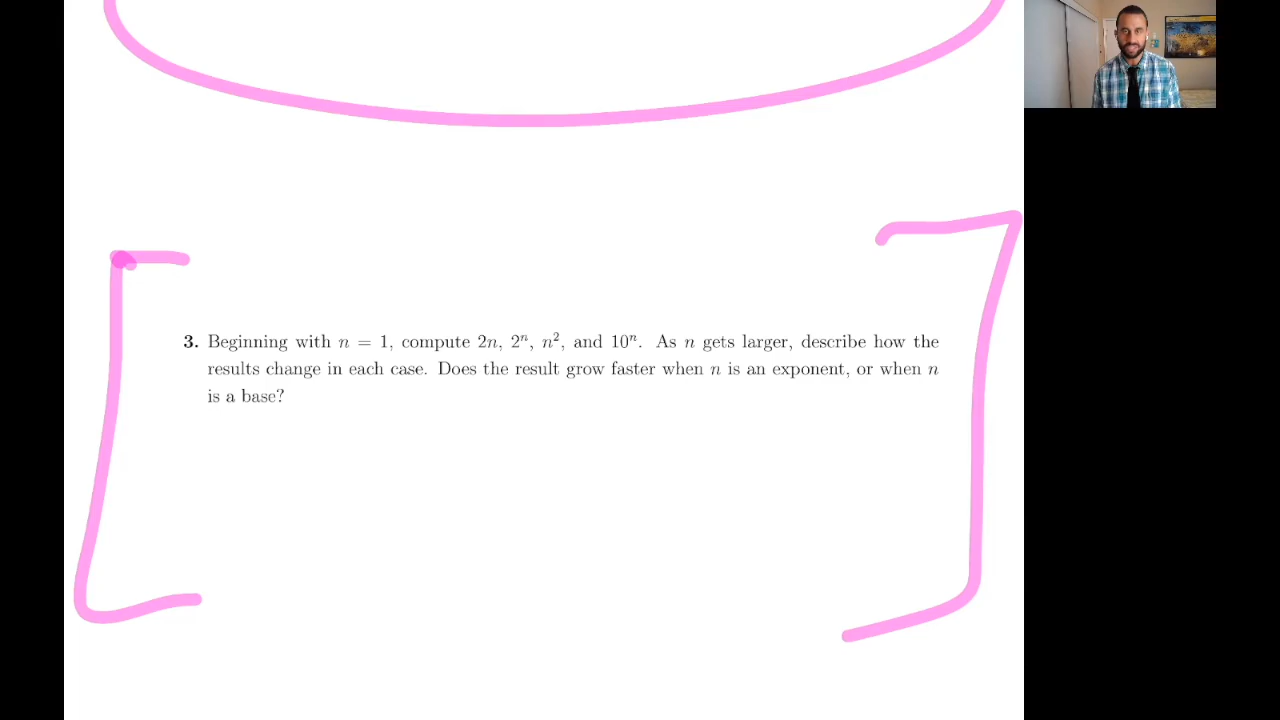 3. Beginning with n = 1, compute 2n, 2ⁿ, n², and 10ⁿ. As n gets larger, describe how the
results change in each case. Does the result grow faster when n is an exponent, or when n
is a base?